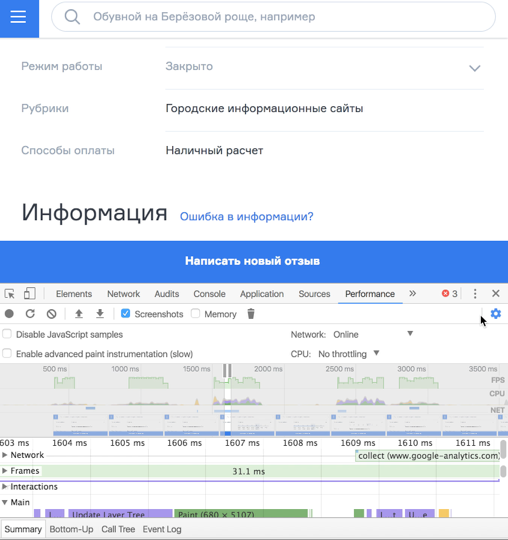 Обувной на Берёзовой роще, например
Режим работы Закрыто
Рубрики Городские информационные сайты
Способы оплаты Наличный расчет
Информация Ошибка в информации?
Написать новый отзыв
Elements Network Audits Console Application Sources Performance » 3
Screenshots Memory
Disable JavaScript samples Network: Online
Enable advanced paint instrumentation (slow) CPU: No throttling
500 ms 1000 ms 1500 ms 2000 ms 2500 ms 3000 ms 3500 ms
FPS
CPU
NET
603 ms 1604 ms 1605 ms 1606 ms 1607 ms 1608 ms 1609 ms 1610 ms 1611 ms
Network collect (www.google-analytics.com)
Frames 31.1 ms
Interactions
Main
Update Layer Tree Paint (680 × 5107)
Summary Bottom-Up Call Tree Event Log